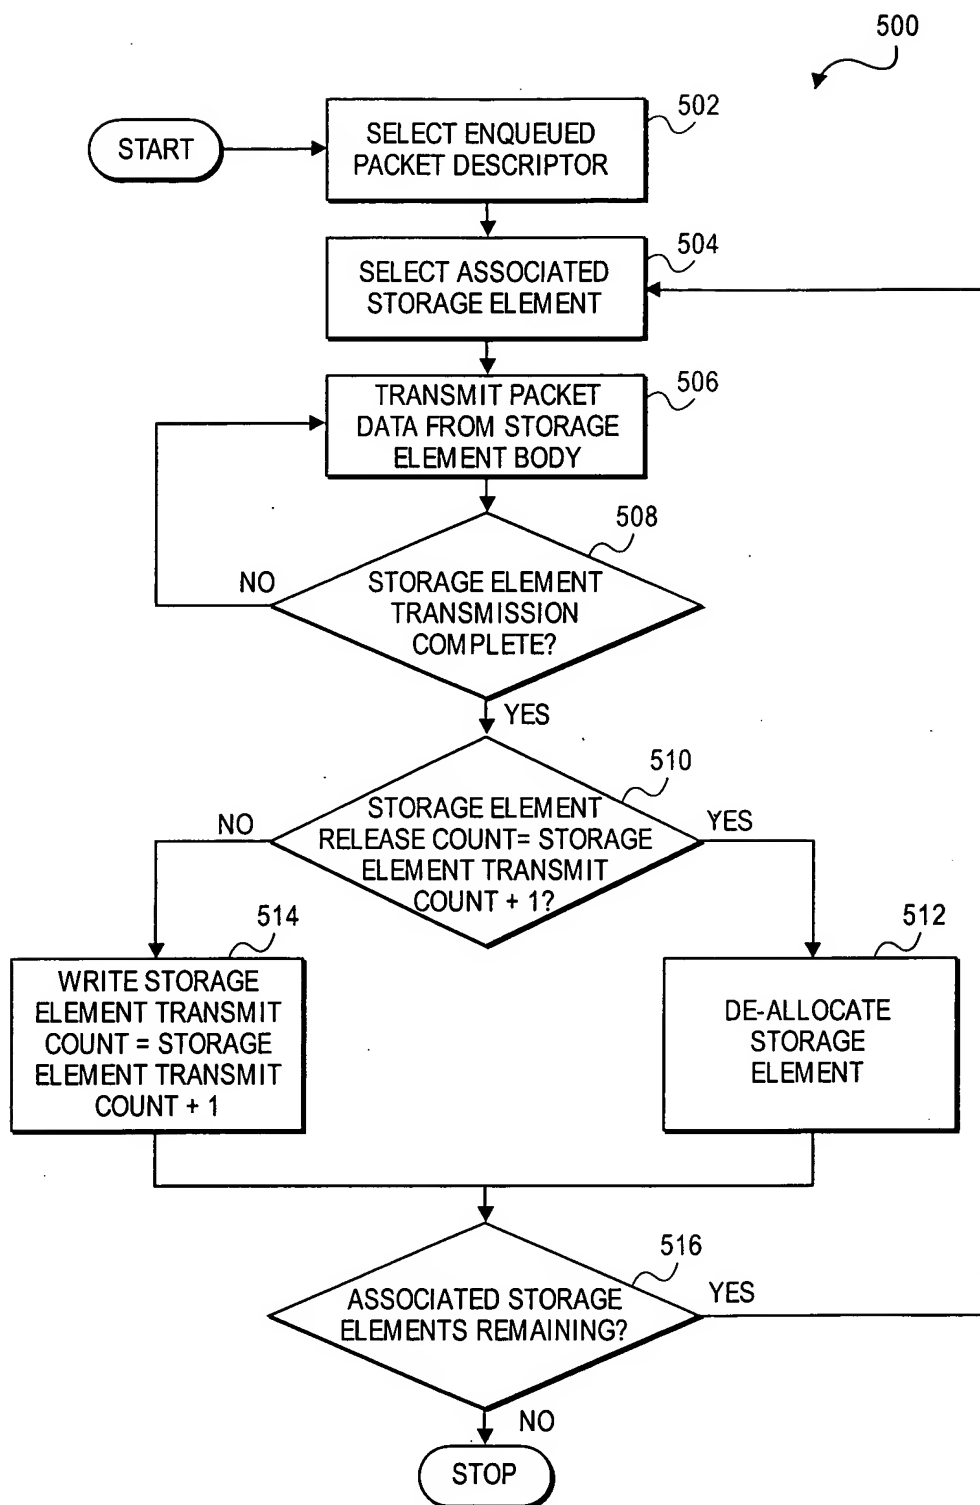 500
502
START
SELECT ENQUEUED
PACKET DESCRIPTOR
504
SELECT ASSOCIATED
STORAGE ELEMENT
506
TRANSMIT PACKET
DATA FROM STORAGE
ELEMENT BODY
508
NO
STORAGE ELEMENT
TRANSMISSION
COMPLETE?
YES
510
NO
STORAGE ELEMENT
RELEASE COUNT= STORAGE
ELEMENT TRANSMIT
COUNT + 1?
YES
514
WRITE STORAGE
ELEMENT TRANSMIT
COUNT = STORAGE
ELEMENT TRANSMIT
COUNT + 1
512
DE-ALLOCATE
STORAGE
ELEMENT
516
ASSOCIATED STORAGE
ELEMENTS REMAINING?
YES
NO
STOP